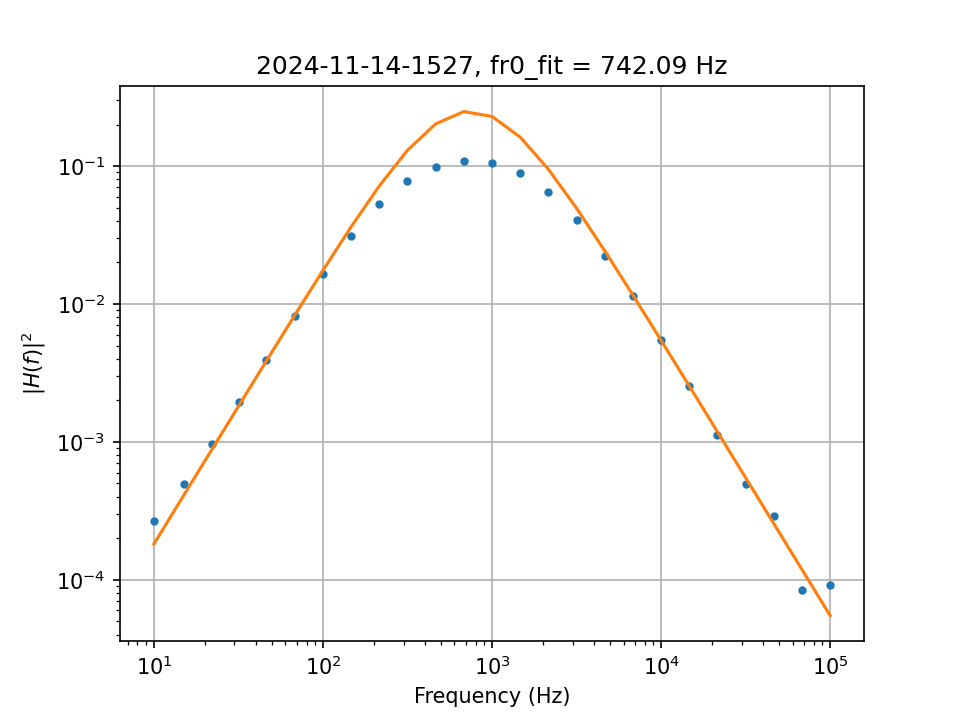 2024-11-14-1527, fr0_fit = 742.09 Hz
|H(f)|²
10⁻¹
10⁻²
10⁻³
10⁻⁴
10¹ 10² 10³ 10⁴ 10⁵
Frequency (Hz)